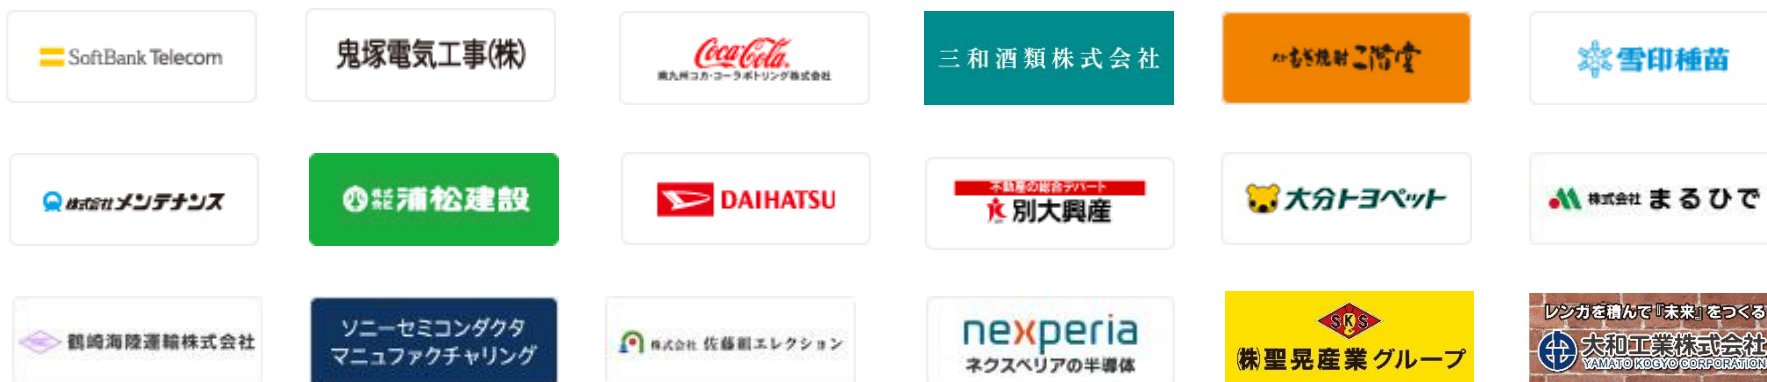 SoftBank Telecom
鬼塚電気工事(株)
Coca-Cola
南九州コカ・コーラボトリング株式会社
三和酒類株式会社
大分むぎ焼酎 二階堂
雪印種苗
株式会社メンテナンス
株式会社 浦松建設
DAIHATSU
不動産の総合デパート
別大興産
大分トヨペット
株式会社 まるひで
鶴崎海陸運輸株式会社
ソニーセミコンダクタ
マニュファクチャリング
株式会社 佐藤組エレクション
nexperia
ネクスペリアの半導体
SKS
(株)聖晃産業グループ
レンガを積んで『未来』をつくる
大和工業株式会社
YAMATO KOGYO CORPORATION